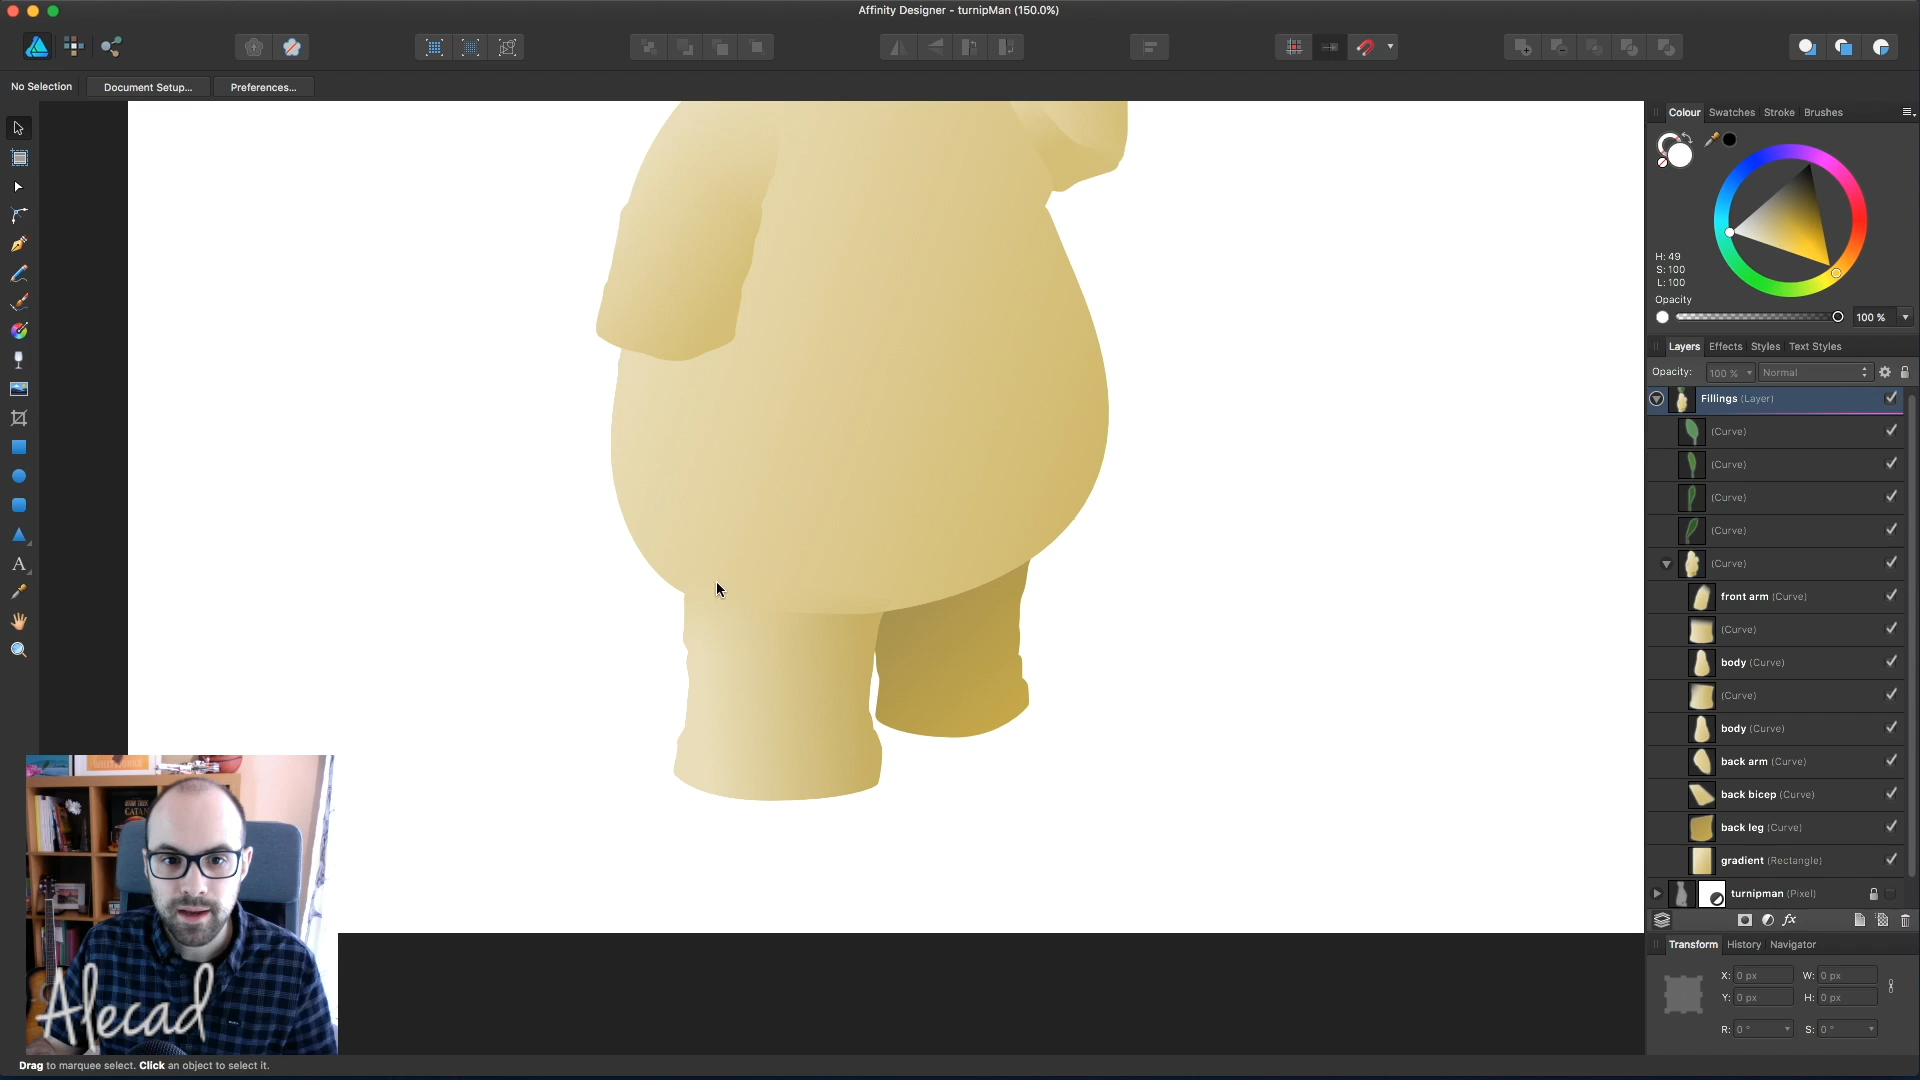 Affinity Designer - turnipMan (150.0%)
No Selection
Document Setup...
Preferences...
Colour Swatches Stroke Brushes
H: 49
S: 100
L: 100
Opacity
100 %
Layers Effects Styles Text Styles
Opacity: 100 % Normal
Fillings (Layer)
(Curve)
(Curve)
(Curve)
(Curve)
(Curve)
front arm (Curve)
(Curve)
body (Curve)
(Curve)
body (Curve)
back arm (Curve)
back bicep (Curve)
back leg (Curve)
gradient (Rectangle)
turnipman (Pixel)
fx
Transform History Navigator
X: 0 px W: 0 px
Y: 0 px H: 0 px
R: 0 ° S: 0 °
A
CATAN
Alecad
Drag to marquee select. Click an object to select it.